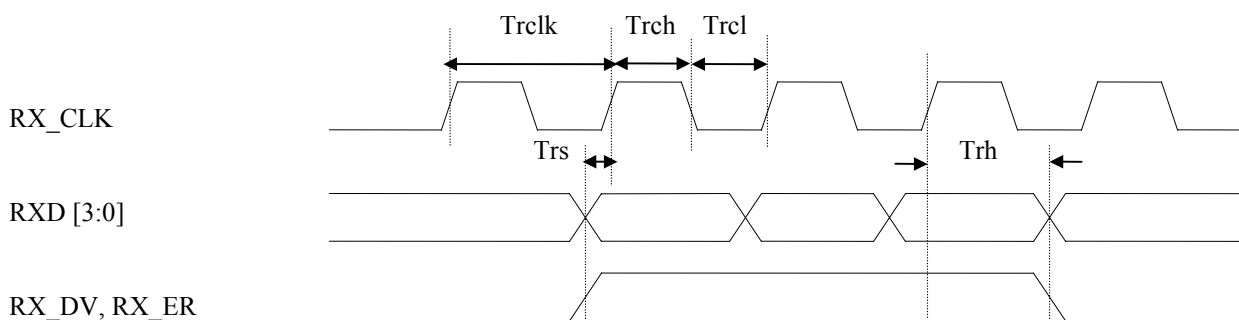 Trclk Trch Trcl
RX_CLK
Trs Trh
RXD [3:0]
RX_DV, RX_ER